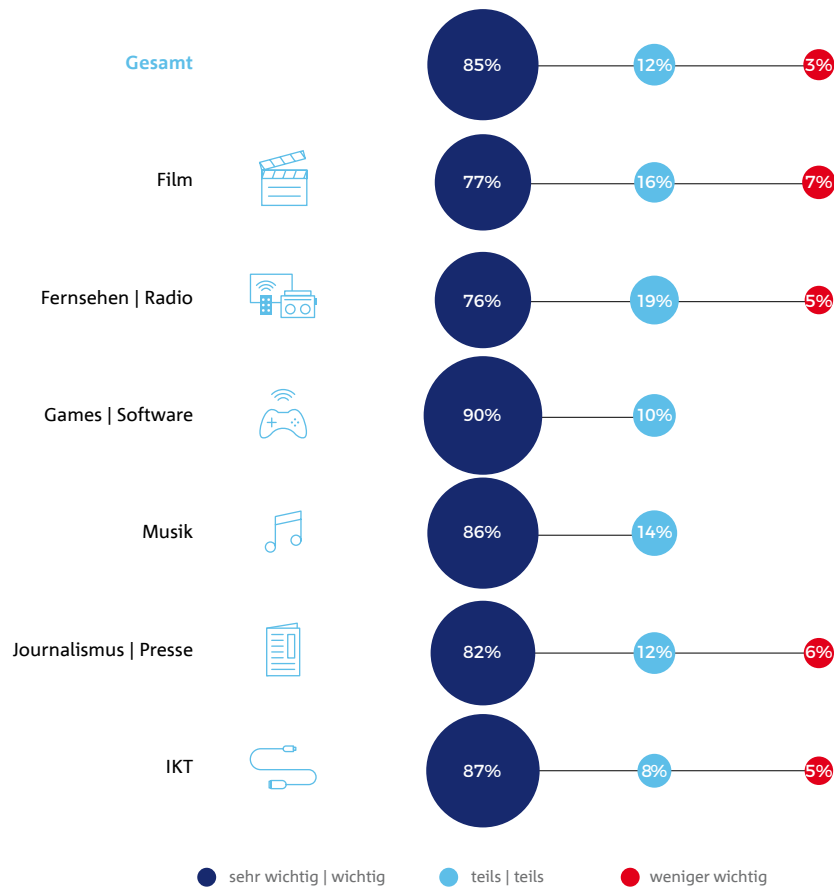 Gesamt 85% 12% 3%
Film 77% 16% 7%
Fernsehen | Radio 76% 19% 5%
Games | Software 90% 10%
Musik 86% 14%
Journalismus | Presse 82% 12% 6%
IKT 87% 8% 5%
sehr wichtig | wichtig teils | teils weniger wichtig